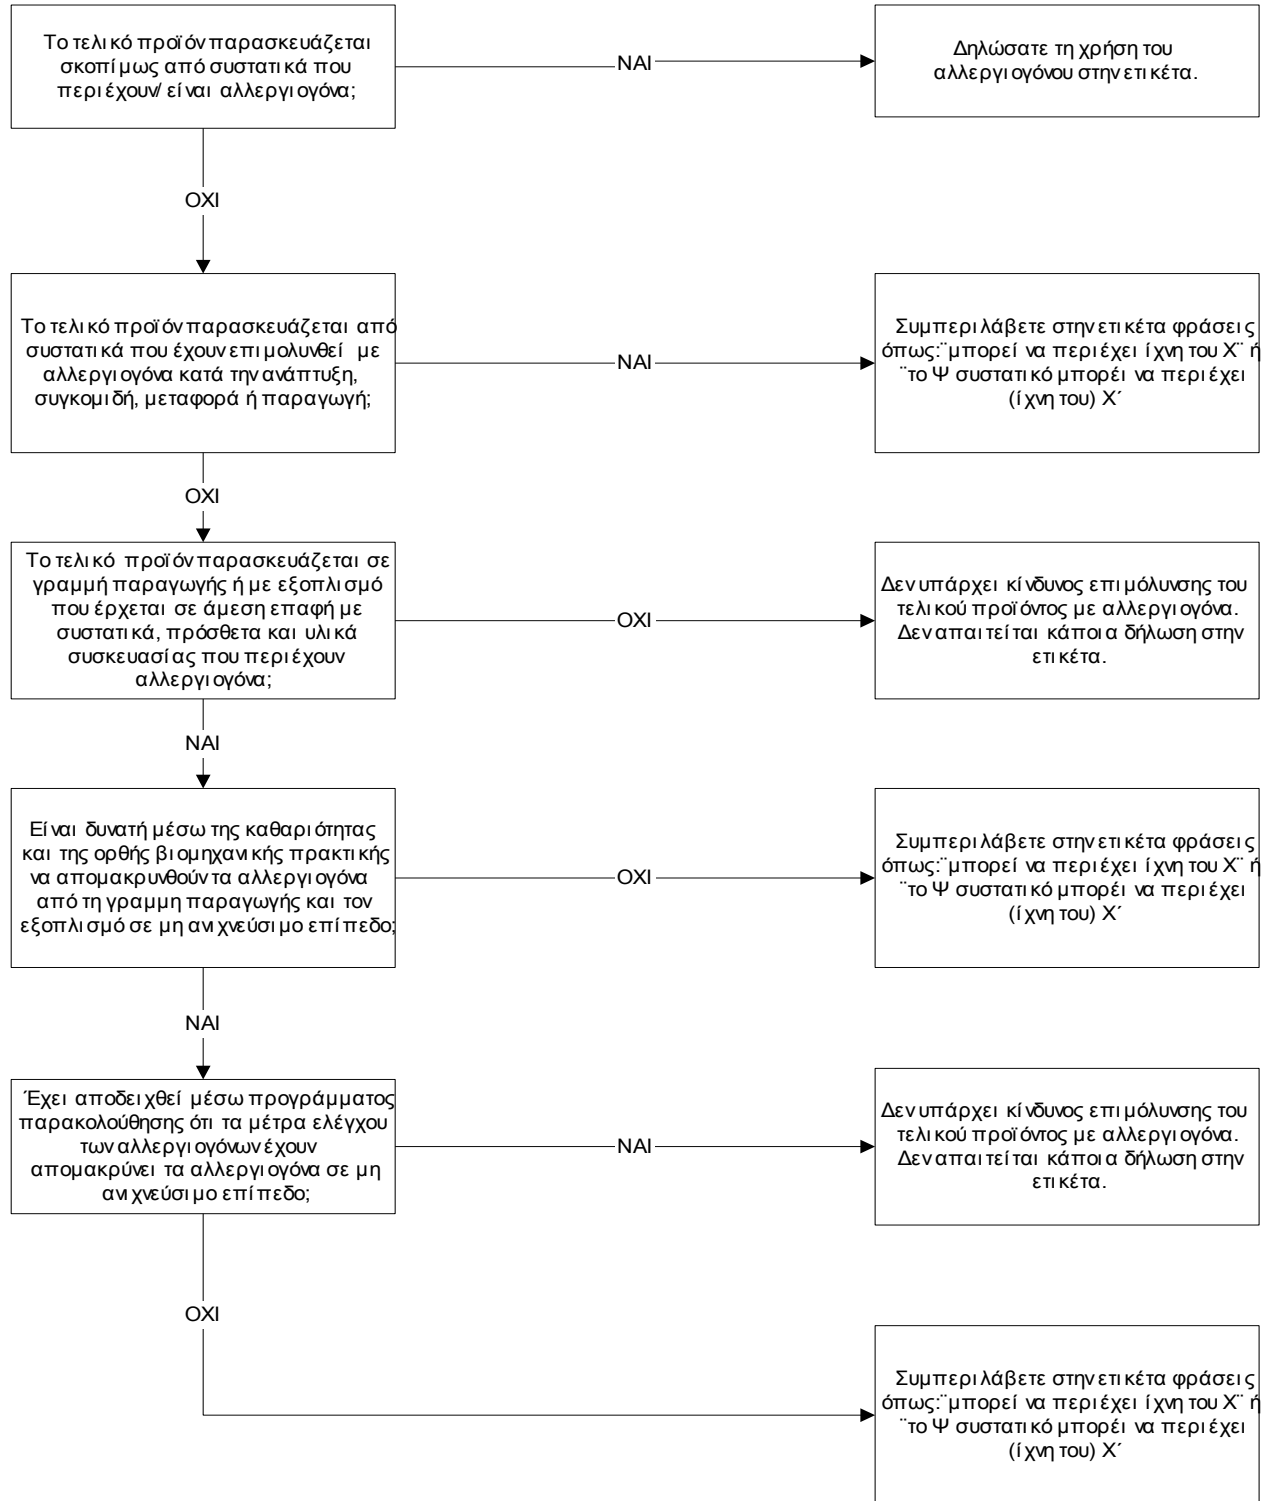 Το τελικό προϊόν παρασκευάζεται
σκοπίμως από συστατικά που
περιέχουν/ είναι αλλεργιογόνα;
ΝΑΙ
Δηλώσατε τη χρήση του
αλλεργιογόνου στην ετικέτα.
ΟΧΙ
Το τελικό προϊόν παρασκευάζεται από
συστατικά που έχουν επιμολυνθεί με
αλλεργιογόνα κατά την ανάπτυξη,
συγκομιδή, μεταφορά ή παραγωγή;
ΝΑΙ
Συμπεριλάβετε στην ετικέτα φράσεις
όπως:¨μπορεί να περιέχει ίχνη του Χ¨ ή
¨το Ψ συστατικό μπορέι να περιέχει
(ίχνη του) Χ´
ΟΧΙ
Το τελικό προϊόν παρασκευάζεται σε
γραμμή παραγωγής ή με εξοπλισμό
που έρχεται σε άμεση επαφή με
συστατικά, πρόσθετα και υλικά
συσκευασίας που περιέχουν
αλλεργιογόνα;
ΟΧΙ
Δεν υπάρχει κίνδυνος επιμόλυνσης του
τελικού προϊόντος με αλλεργιογόνα.
Δεν απαιτείται κάποια δήλωση στην
ετικέτα.
ΝΑΙ
Είναι δυνατή μέσω της καθαριότητας
και της ορθής βιομηχανικής πρακτικής
να απομακρυνθούν τα αλλεργιογόνα
από τη γραμμη παραγωγής και τον
εξοπλισμό σε μη ανιχνεύσιμο επίπεδο;
ΟΧΙ
Συμπεριλάβετε στην ετικέτα φράσεις
όπως:¨μπορεί να περιέχει ίχνη του Χ¨ ή
¨το Ψ συστατικό μπορέι να περιέχει
(ίχνη του) Χ´
ΝΑΙ
Έχει αποδειχθεί μέσω προγράμματος
παρακολούθησης ότι τα μέτρα ελέγχου
των αλλεργιογόνων έχουν
απομακρύνει τα αλλεργιογόνα σε μη
ανιχνεύσιμο επίπεδο;
ΝΑΙ
Δεν υπάρχει κίνδυνος επιμόλυνσης του
τελικού προϊόντος με αλλεργιογόνα.
Δεν απαιτείται κάποια δήλωση στην
ετικέτα.
ΟΧΙ
Συμπεριλάβετε στην ετικέτα φράσεις
όπως:¨μπορεί να περιέχει ίχνη του Χ¨ ή
¨το Ψ συστατικό μπορέι να περιέχει
(ίχνη του) Χ´